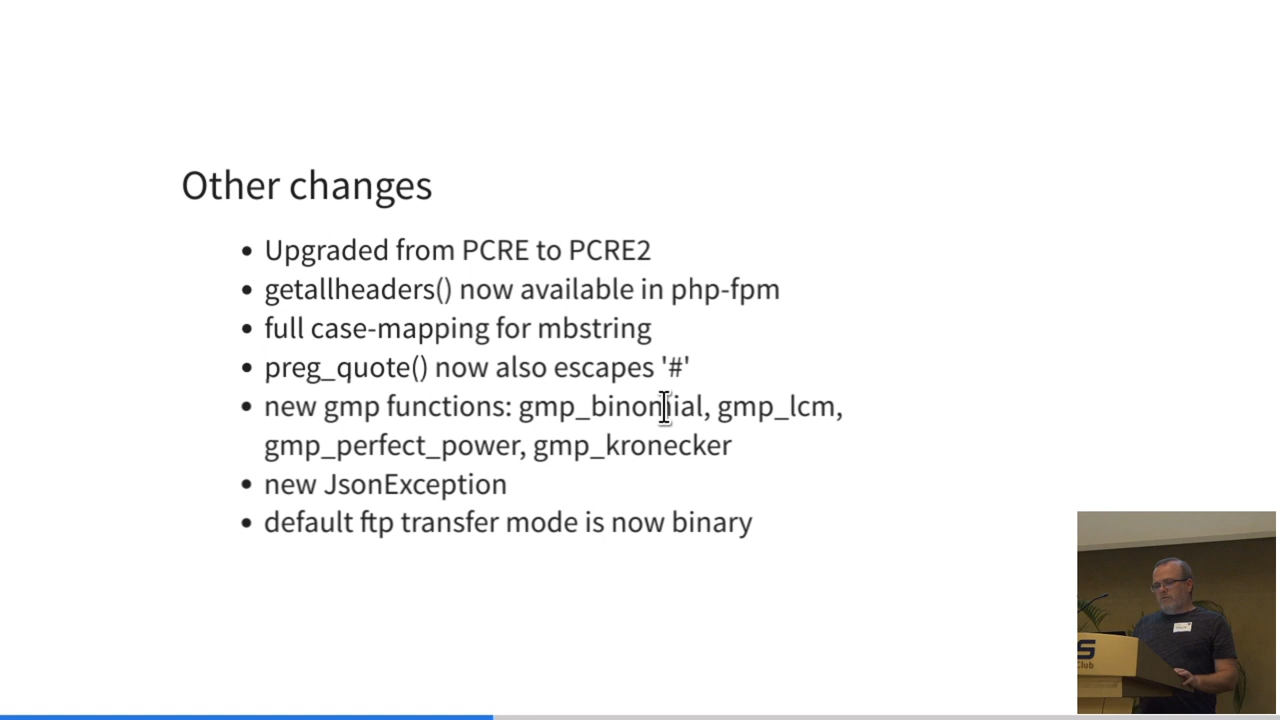 Other changes
• Upgraded from PCRE to PCRE2
• getallheaders() now available in php-fpm
• full case-mapping for mbstring
• preg_quote() now also escapes '#'
• new gmp functions: gmp_binomial, gmp_lcm,
gmp_perfect_power, gmp_kronecker
• new JsonException
• default ftp transfer mode is now binary
S
Club